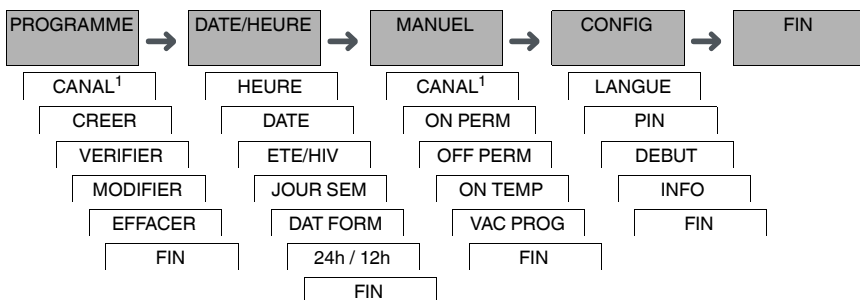 PROGRAMME DATE/HEURE MANUEL CONFIG FIN
CANAL1 HEURE CANAL1 LANGUE
CREER DATE ON PERM PIN
VERIFIER ETE/HIV OFF PERM DEBUT
MODIFIER JOUR SEM ON TEMP INFO
EFFACER DAT FORM VAC PROG FIN
FIN 24h / 12h FIN
FIN